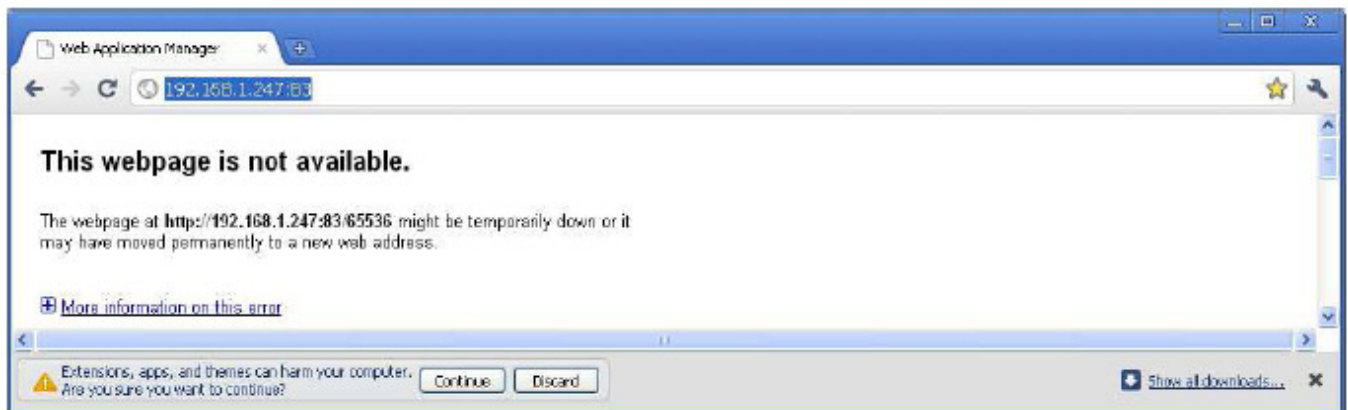 Web Application Manager
192.168.1.247:83
This webpage is not available.
The webpage at http://192.168.1.247:83/65536 might be temporarily down or it
may have moved permanently to a new web address.
More information on this error
Extensions, apps, and themes can harm your computer.
Are you sure you want to continue?
Continue Discard
Show all downloads...